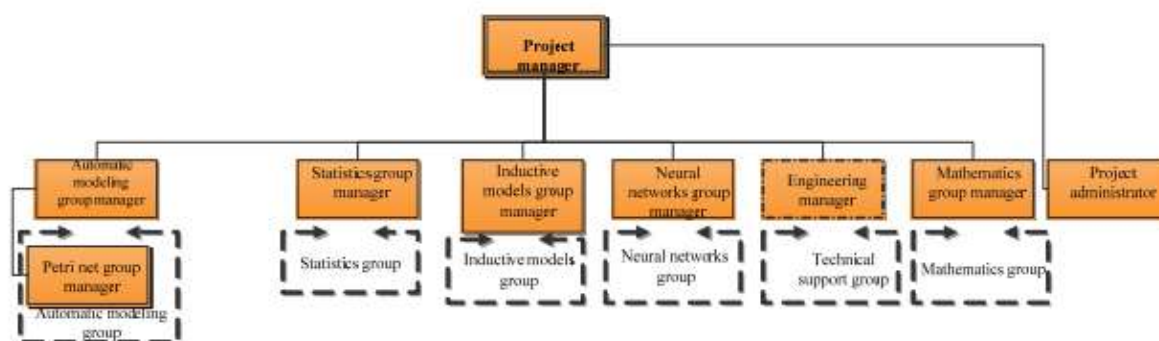 Project
manager
Automatic
modeling
group manager
Statistics group
manager
Inductive
models group
manager
Neural
networks group
manager
Engineering
manager
Mathematics
group manager
Project
administrator
Petri net group
manager
Automatic modeling
group
Statistics group
Inductive models
group
Neural networks
group
Technical
support group
Mathematics group